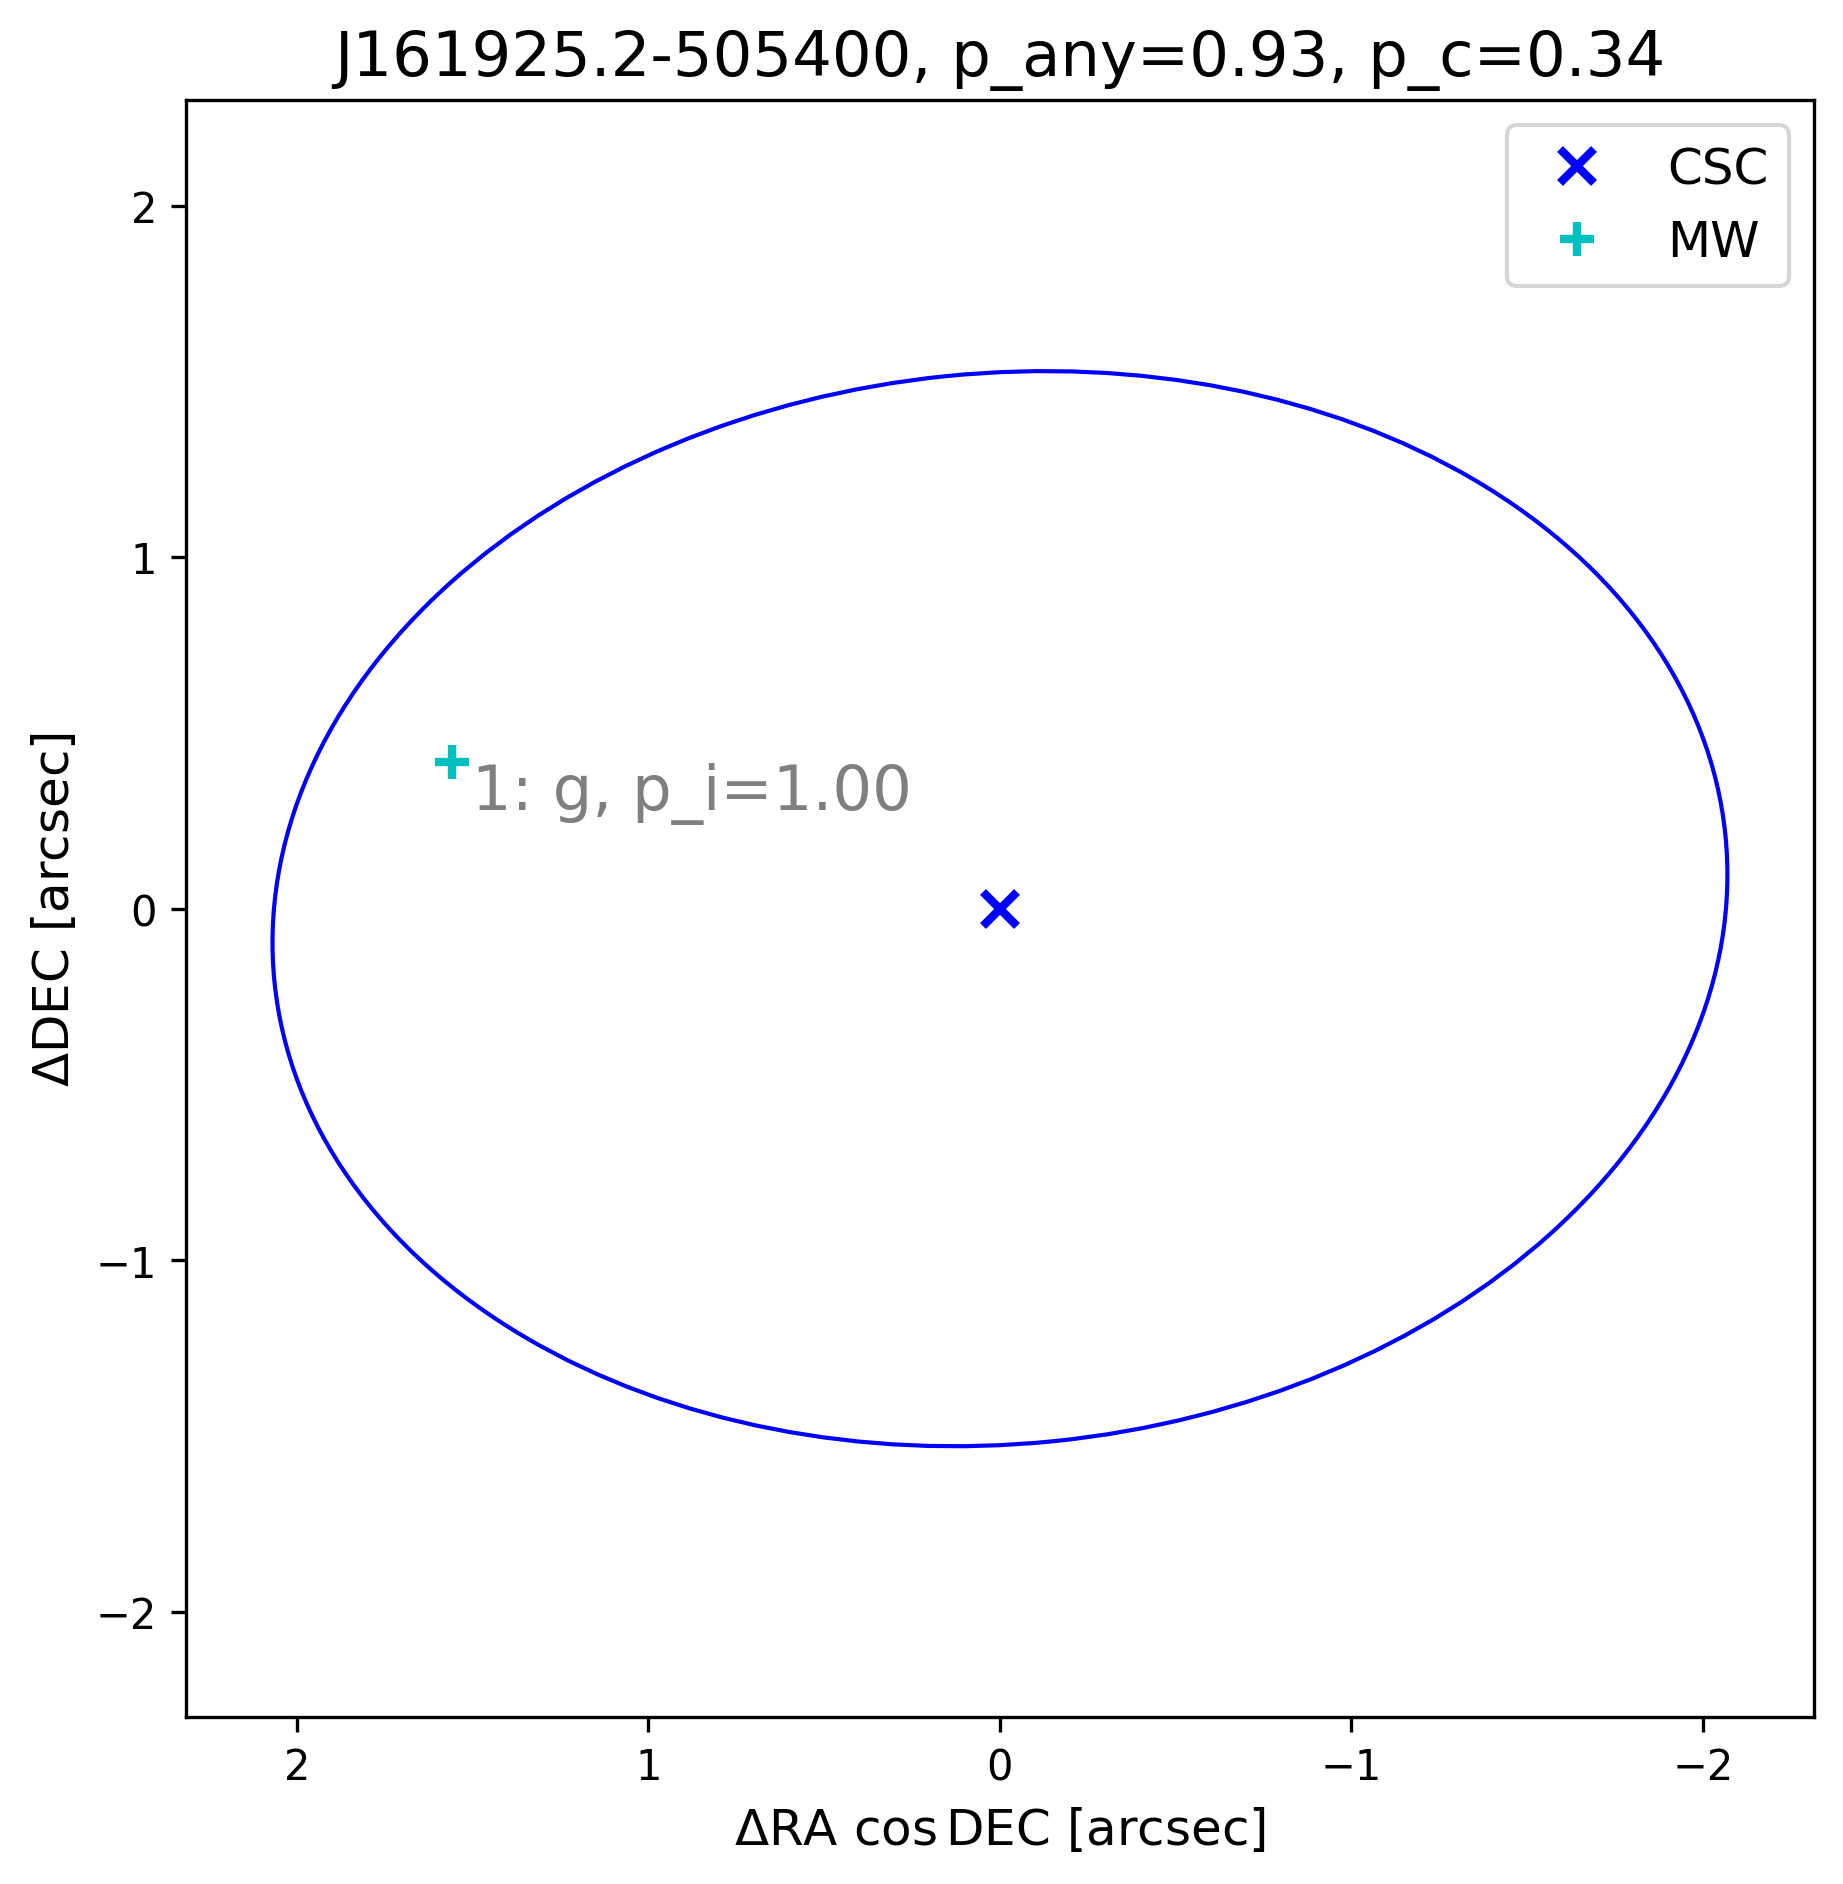 J161925.2-505400, p_any=0.93, p_c=0.34
CSC
MW
2
1
0
−1
−2
ΔDEC [arcsec]
1: g, p_i=1.00
2
1
0
−1
−2
ΔRA cos DEC [arcsec]